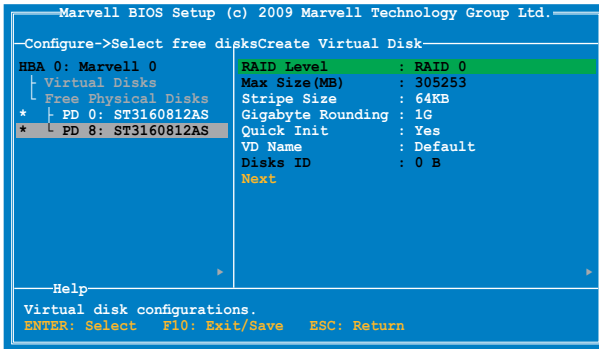 Marvell BIOS Setup (c) 2009 Marvell Technology Group Ltd.
Configure->Select free disksCreate Virtual Disk
HBA 0: Marvell 0
Virtual Disks
Free Physical Disks
* PD 0: ST3160812AS
* PD 8: ST3160812AS
RAID Level : RAID 0
Max Size(MB) : 305253
Stripe Size : 64KB
Gigabyte Rounding : 1G
Quick Init : Yes
VD Name : Default
Disks ID : 0 8
Next
Help
Virtual disk configurations.
ENTER: Select F10: Exit/Save ESC: Return